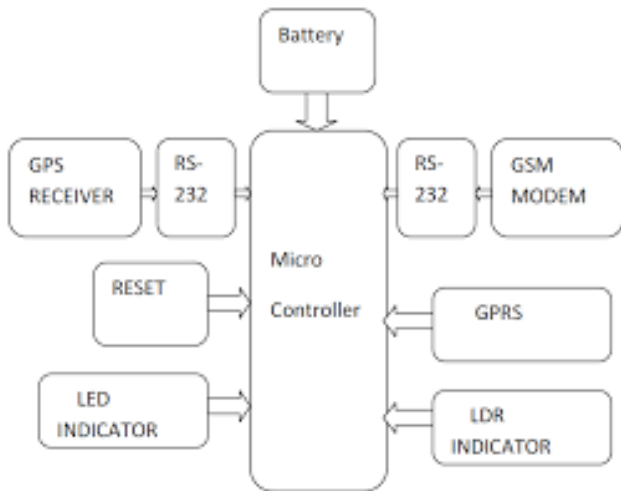 Battery
GPS
RECEIVER
RS-
232
RS-
232
GSM
MODEM
Micro
Controller
RESET
GPRS
LED
INDICATOR
LDR
INDICATOR